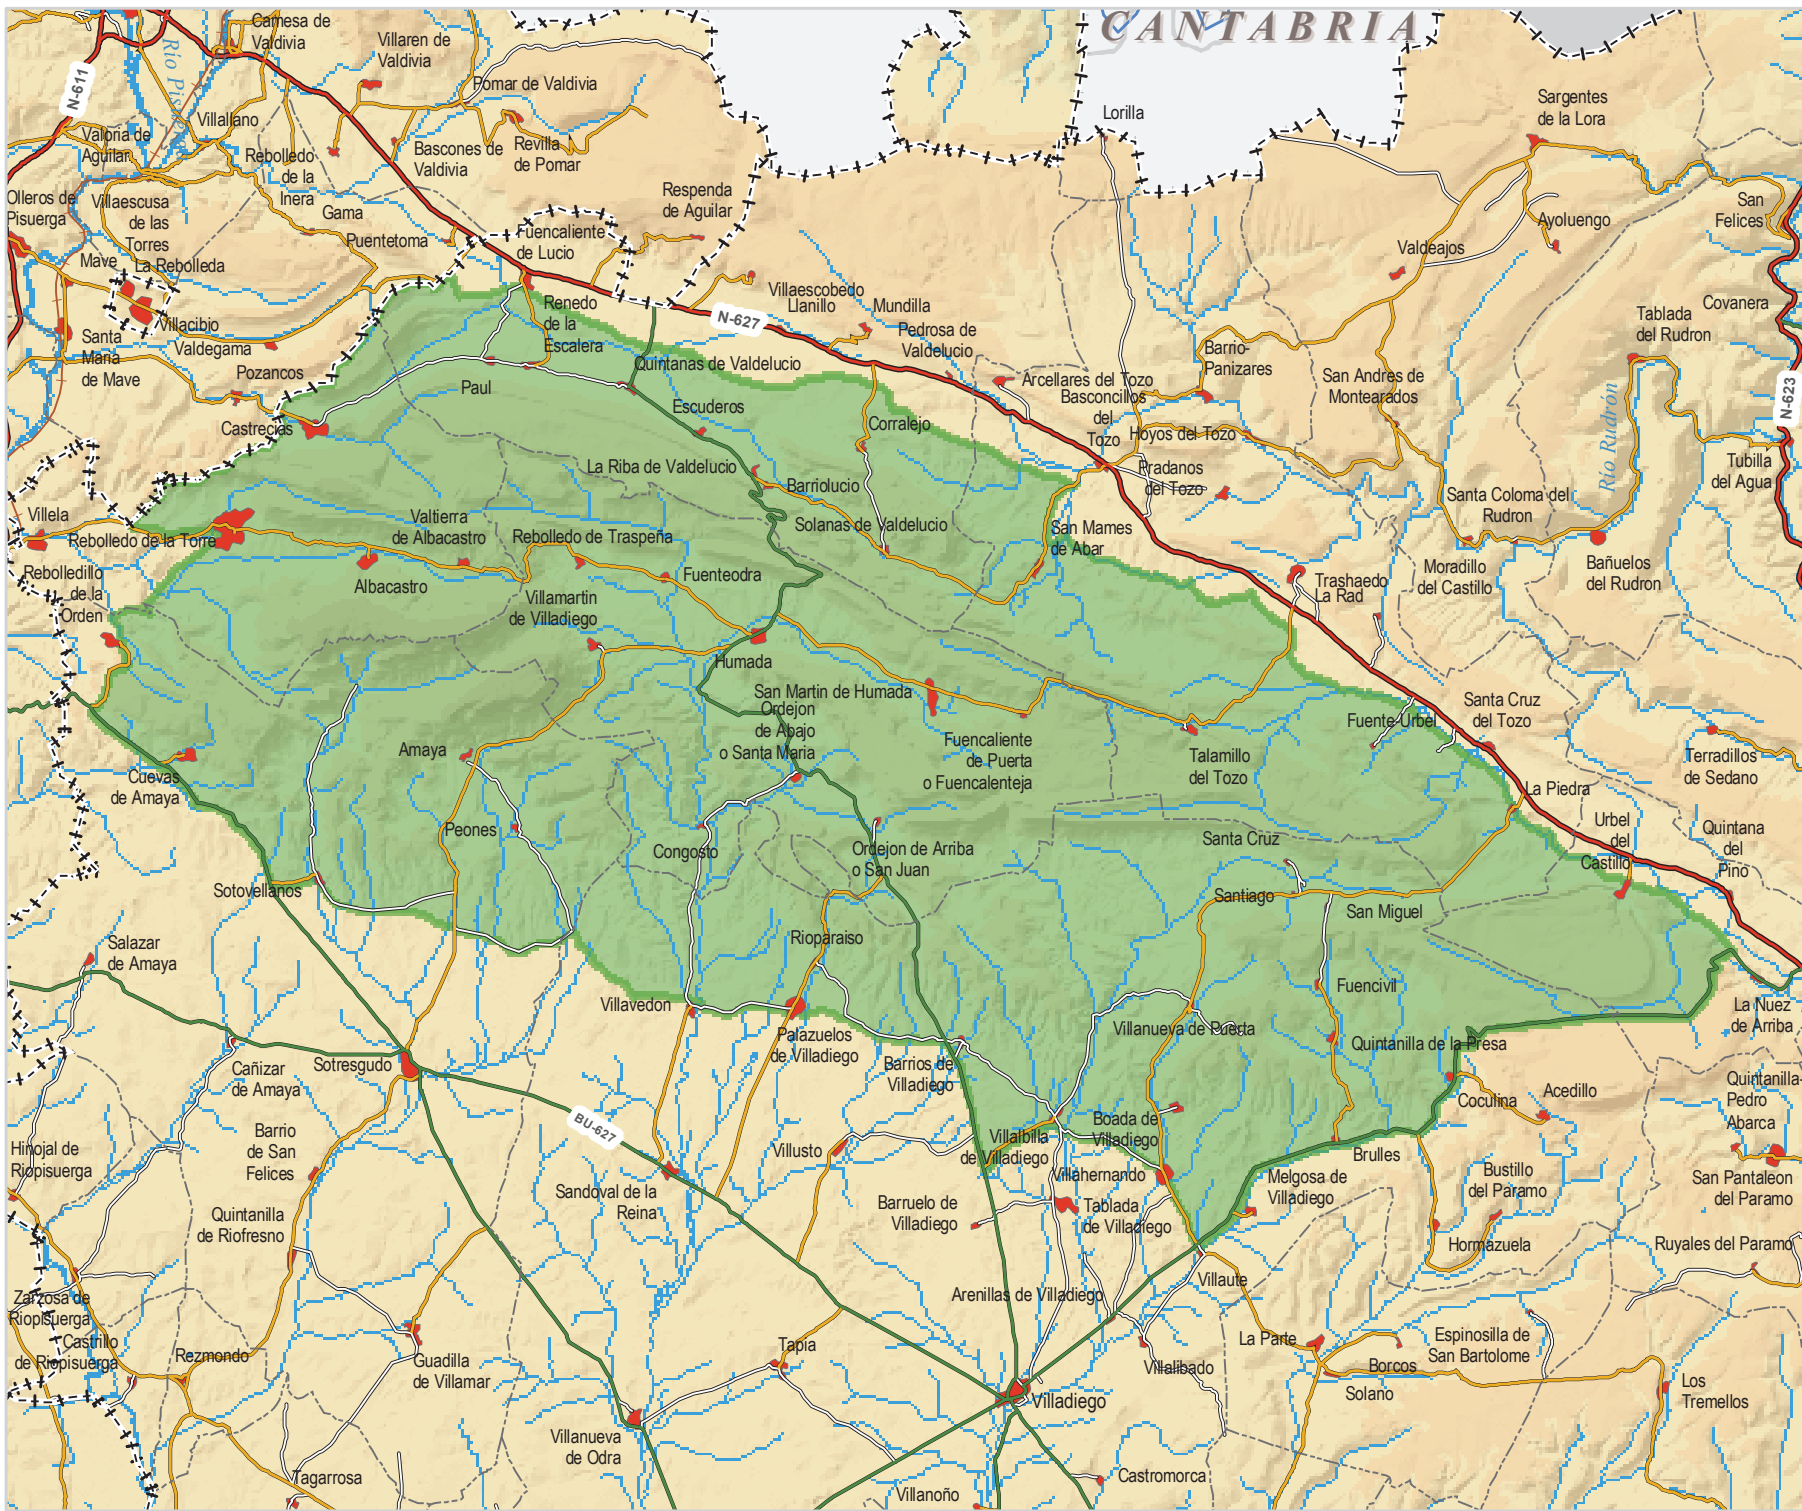 CANTABRIA
Camesa de
Valdivia
Villaren de
Valdivia
Río Pisuerga
N-611
Pomar de Valdivia
Lorilla
Sargentes
de la Lora
Villallano
Valoria de
Aguilar
Bascones de
Valdivia
Revilla
de Pomar
Rebolledo
de la
Inera
Olleros de
Pisuerga
Villaescusa
de las
Torres
Gama
Respenda
de Aguilar
San
Felices
Ayoluengo
Puentetoma
Fuencaliente
de Lucio
Valdeajos
Mave
La Rebolleda
Villaescobedo
Llanillo
Mundilla
Covanera
Renedo
de la
Escalera
N-627
Tablada
del Rudron
Villacibio
Santa
Maria
de Mave
Valdegama
Pedrosa de
Valdelucio
Barrio-
Panizares
Pozancos
Paul
Quintanas de Valdelucio
Arcellares del Tozo
Basconcillos
del
Tozo
San Andres de
Montearados
N-623
Río Rudrón
Castrecias
Escuderos
Corralejo
Hoyos del Tozo
La Riba de Valdelucio
Pradanos
del Tozo
Tubilla
del Agua
Barriolucio
Santa Coloma del
Rudron
Villela
Rebolledo de la Torre
Valtierra
de Albacastro
Rebolledo de Traspeña
Solanas de Valdelucio
San Mames
de Abar
Rebolledillo
de la
Orden
Albacastro
Fuenteodra
Trashaedo
La Rad
Moradillo
del Castillo
Bañuelos
del Rudron
Villamartin
de Villadiego
Humada
San Martin de Humada
Ordejon
de Abajo
o Santa Maria
Fuente-Urbel
Santa Cruz
del Tozo
Amaya
Fuencaliente
de Puerta
o Fuencalenteja
Talamillo
del Tozo
Terradillos
de Sedano
Cuevas
de Amaya
La Piedra
Peones
Congosto
Ordejon de Arriba
o San Juan
Santa Cruz
Urbel
del
Castillo
Quintana
del
Pino
Sotovellanos
Santiago
San Miguel
Rioparaiso
Salazar
de Amaya
Villavedon
Fuencivil
La Nuez
de Arriba
Palazuelos
de Villadiego
Villanueva de Puerta
Quintanilla de la Presa
Sotresgudo
Cañizar
de Amaya
Barrios de
Villadiego
Coculina
Acedillo
Quintanilla-
Pedro
Abarca
BU-627
Barrio
de San
Felices
Boada de
Villadiego
Hinojal de
Riopisuerga
Villusto
Villalbilla
de Villadiego
Brulles
Villahernando
Melgosa de
Villadiego
Bustillo
del Paramo
San Pantaleon
del Paramo
Sandoval de la
Reina
Barruelo de
Villadiego
Tablada
de Villadiego
Quintanilla
de Riofresno
Hormazuela
Ruyales del Paramo
Zarzosa de
Riopisuerga
Arenillas de Villadiego
Villaute
Castrillo
de Riopisuerga
Rezmondo
Guadilla
de Villamar
Tapia
Villalibado
La Parte
Espinosilla de
San Bartolome
Borcos
Solano
Los
Tremellos
Villadiego
Villanueva
de Odra
Tagarrosa
Villanoño
Castromorca